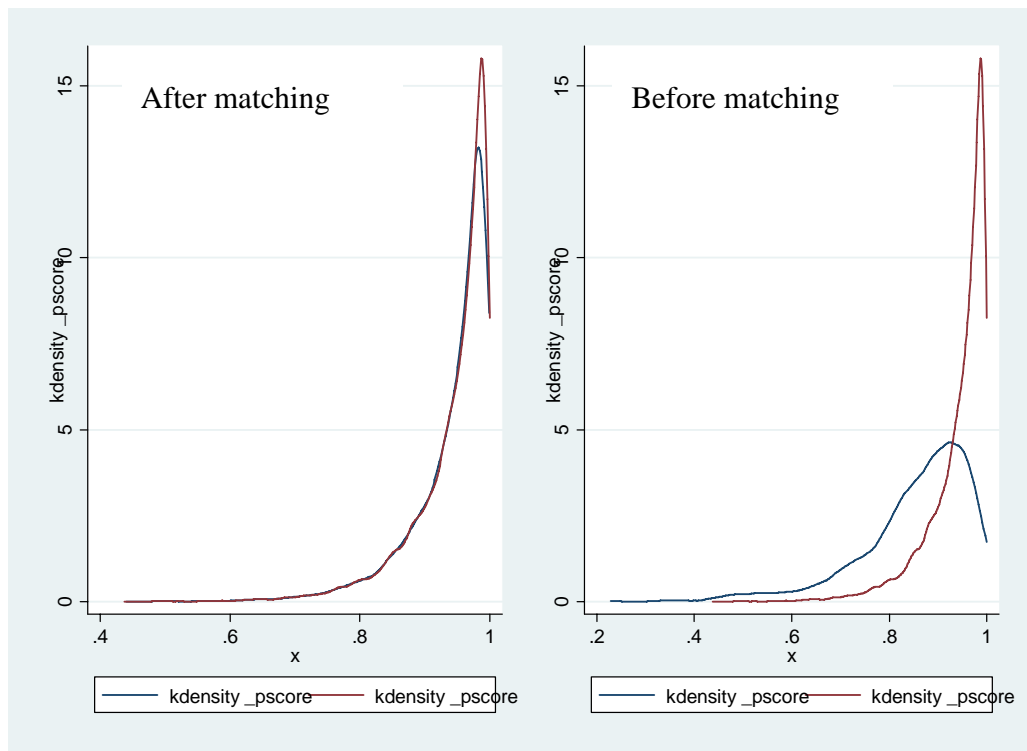 After matching
15
10
5
0
kdensity _pscore
.4 .6 .8 1
x
kdensity _pscore kdensity _pscore
Before matching
15
10
5
0
kdensity _pscore
.2 .4 .6 .8 1
x
kdensity _pscore kdensity _pscore